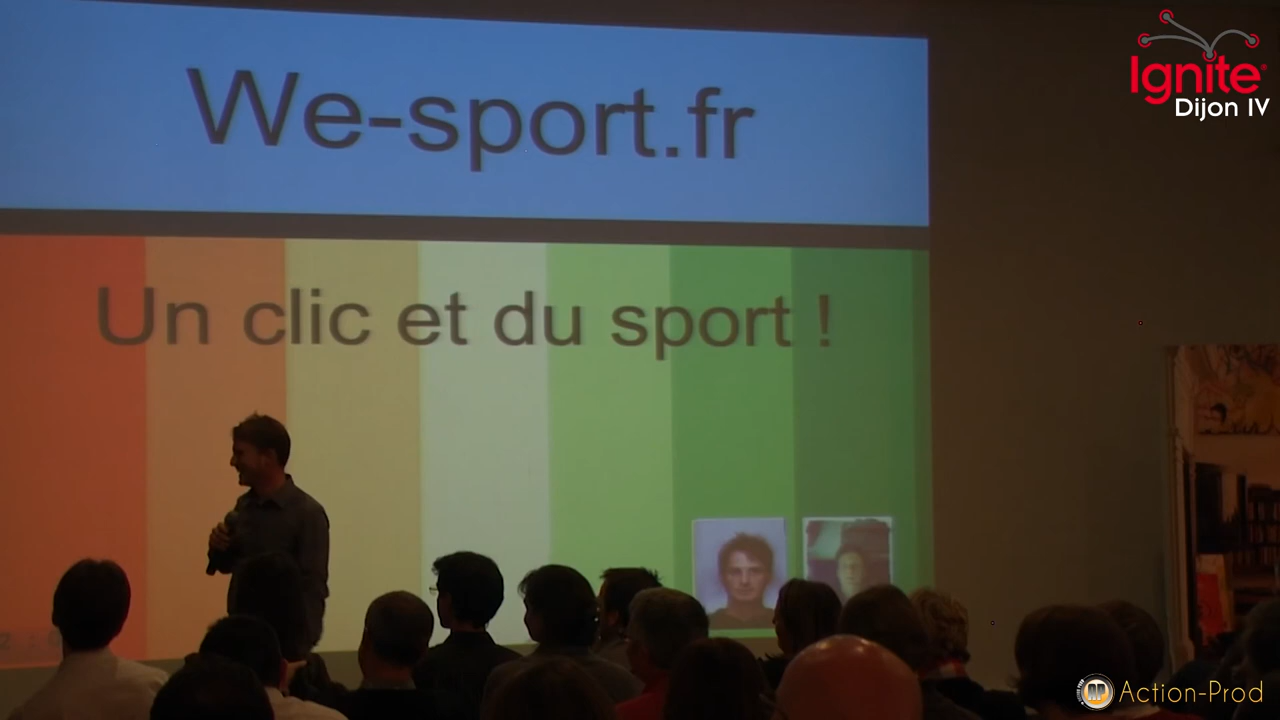 We-sport.fr
Ignite
Dijon IV
Un clic et du sport !
Action-Prod